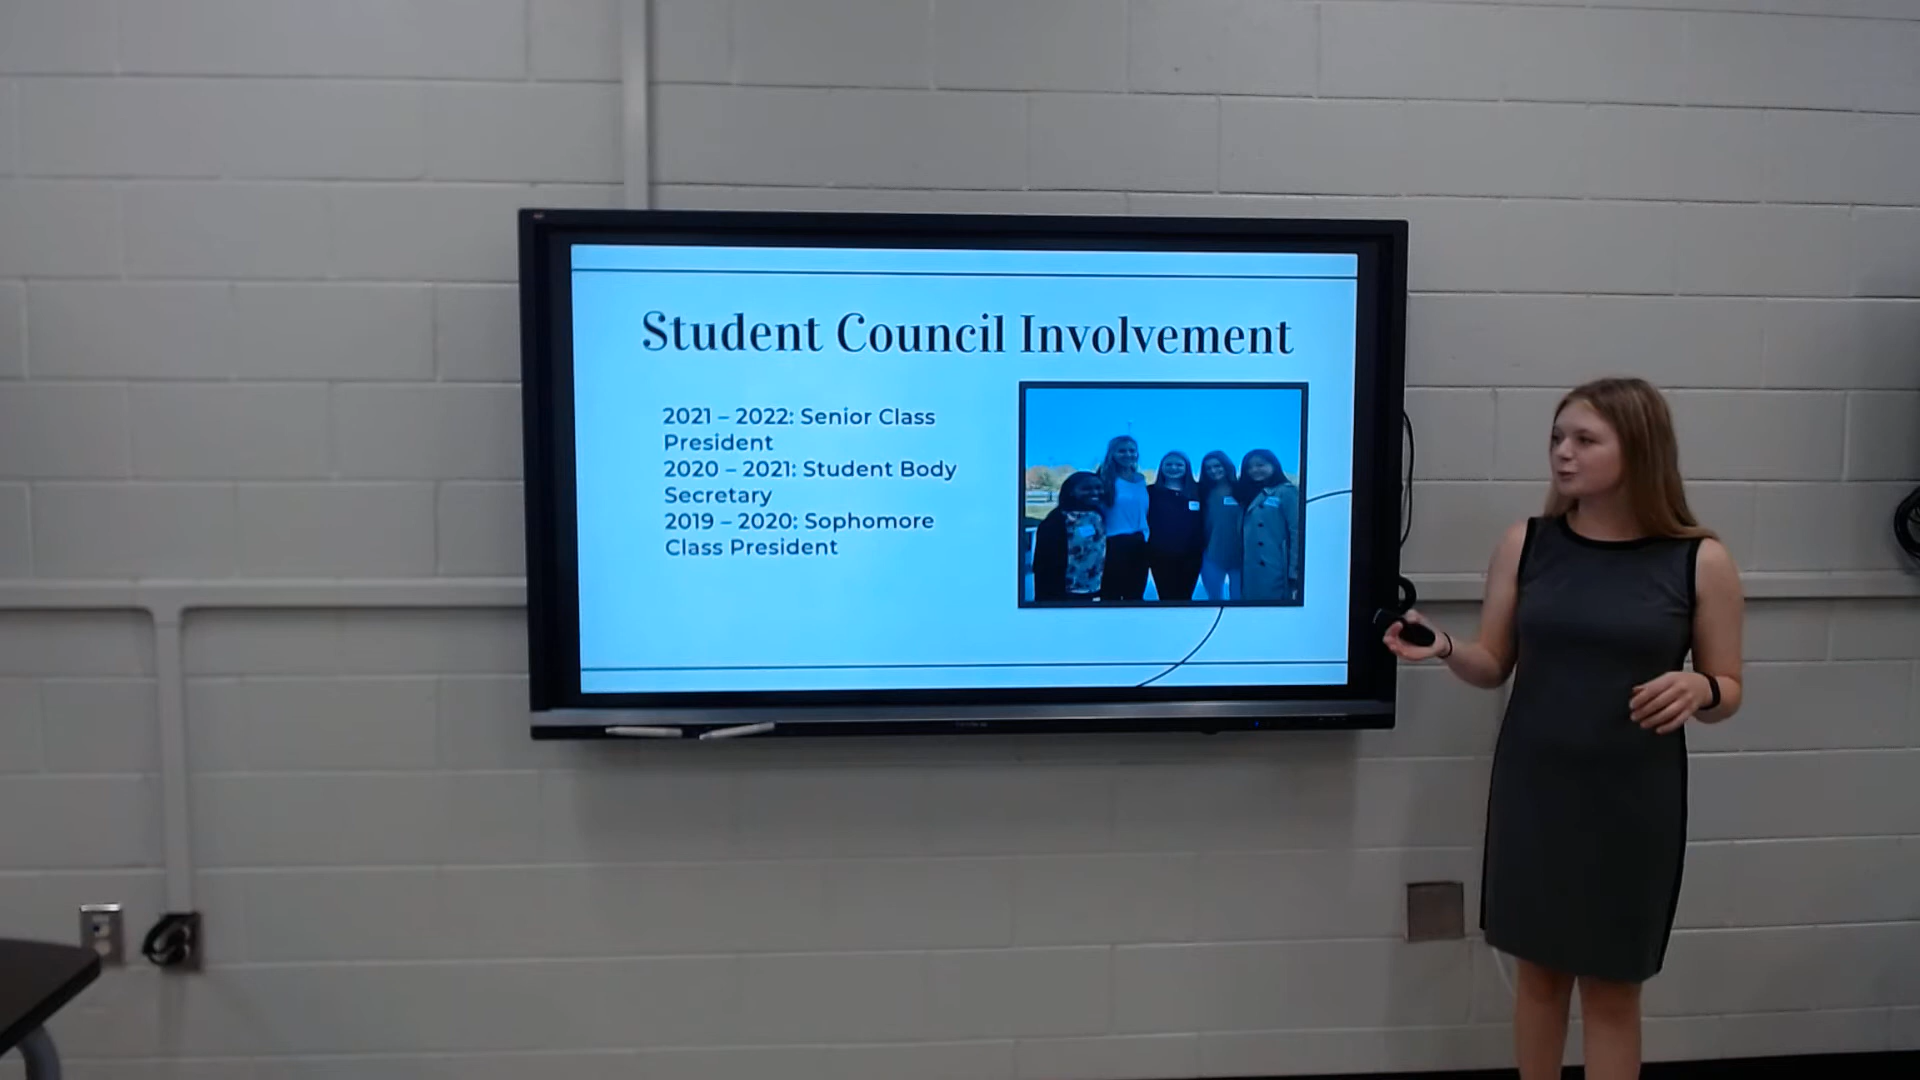 Student Council Involvement
2021 – 2022: Senior Class
President
2020 – 2021: Student Body
Secretary
2019 – 2020: Sophomore
Class President